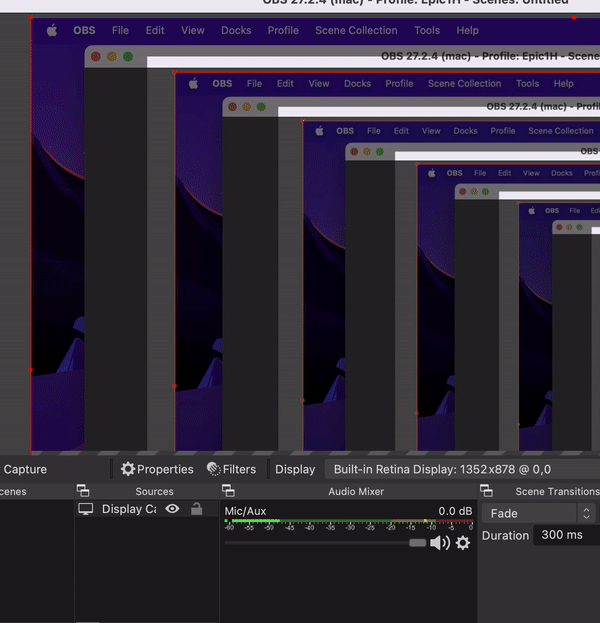 OBS 27.2.4 (mac) - Profile: Epic1H - Scenes: Untitled
OBS File Edit View Docks Profile Scene Collection Tools Help
OBS 27.2.4 (mac) - Profile: Epic1H - Scene
OBS File Edit View Docks Profile Scene Collection Tools Help
OBS 27.2.4 (mac) - Profi
OBS File Edit View Docks Profile Scene Collection
OBS
OBS File Edit View Docks Prof
OBS File Edi
Capture Properties Filters Display Built-in Retina Display: 1352x878 @ 0,0
cenes Sources Audio Mixer Scene Transitions
Display Ca Mic/Aux 0.0 dB Fade
-60 -55 -50 -45 -40 -35 -30 -25 -20 -15 -10 -5 0
Duration 300 ms